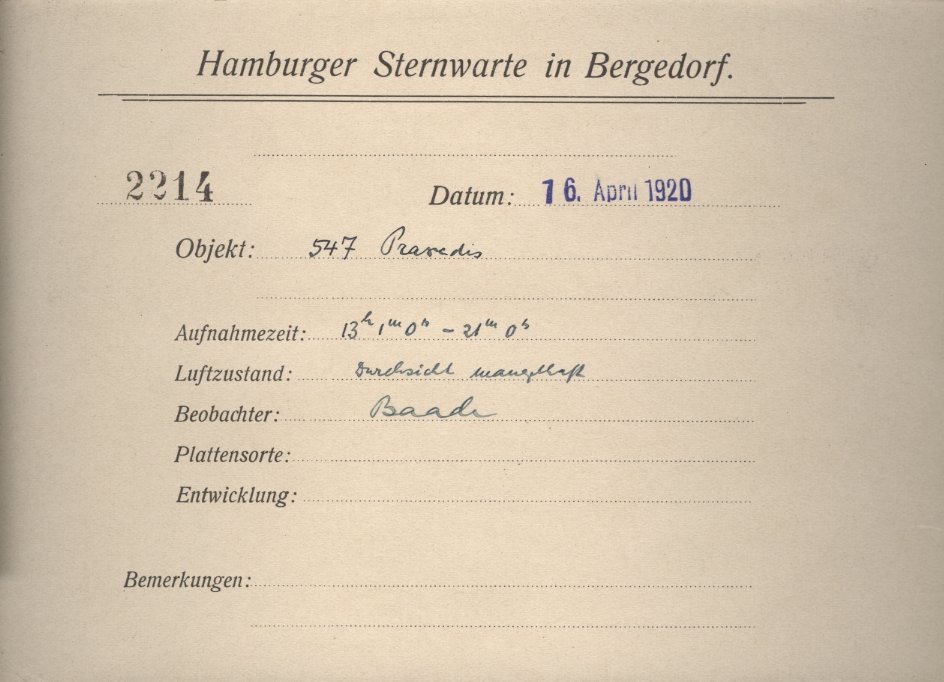 Hamburger Sternwarte in Bergedorf.
2214 Datum: 16. April 1920
Objekt: 547 Praxedis
Aufnahmezeit: 13h 1m 0s – 21m 0s
Luftzustand: Durchsicht mangelhaft
Beobachter: Baade
Plattensorte:
Entwicklung:
Bemerkungen: